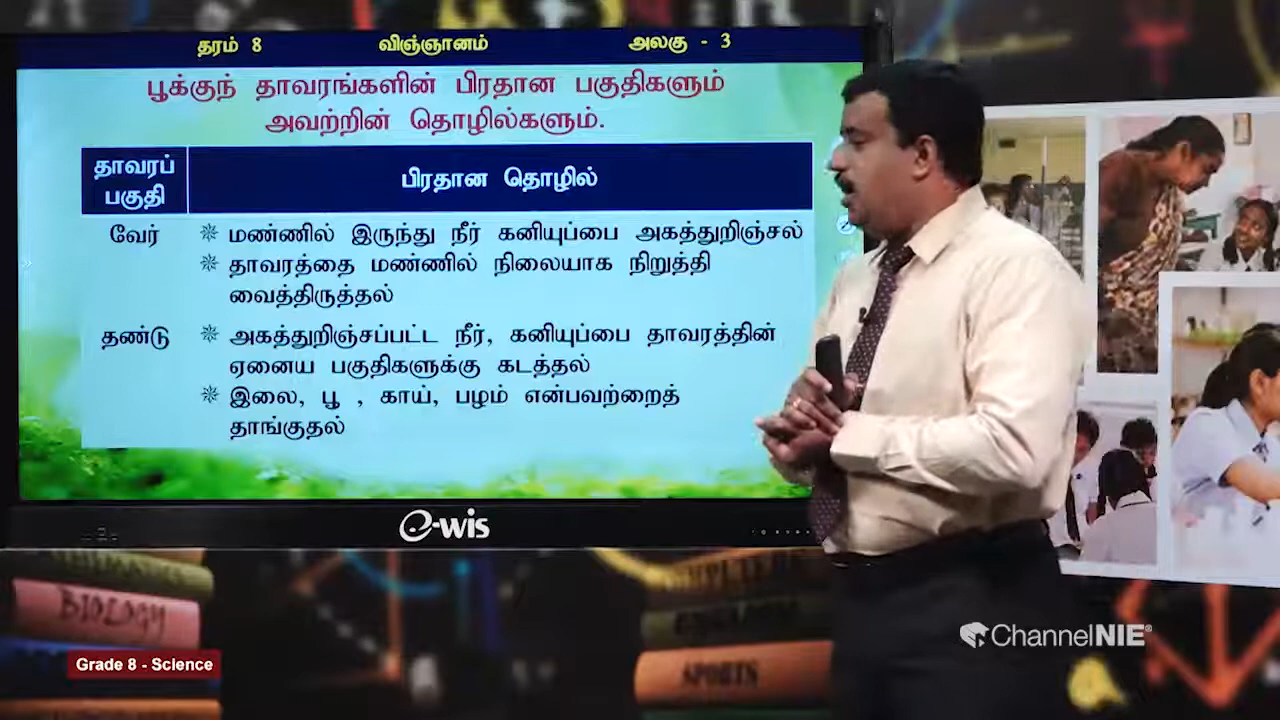 தரம் 8 விஞ்ஞானம் அலகு - 3
பூக்குந் தாவரங்களின் பிரதான பகுதிகளும்
அவற்றின் தொழில்களும்.
தாவரப்
பகுதி
பிரதான தொழில்
வேர்
மண்ணில் இருந்து நீர் கனியுப்பை அகத்துறிஞ்சல்
தாவரத்தை மண்ணில் நிலையாக நிறுத்தி
வைத்திருத்தல்
தண்டு
அகத்துறிஞ்சப்பட்ட நீர், கனியுப்பை தாவரத்தின்
ஏனைய பகுதிகளுக்கு கடத்தல்
இலை, பூ , காய், பழம் என்பவற்றைத்
தாங்குதல்
e-wis
BIOLOGY
SPORTS
Grade 8 - Science
ChannelNIE